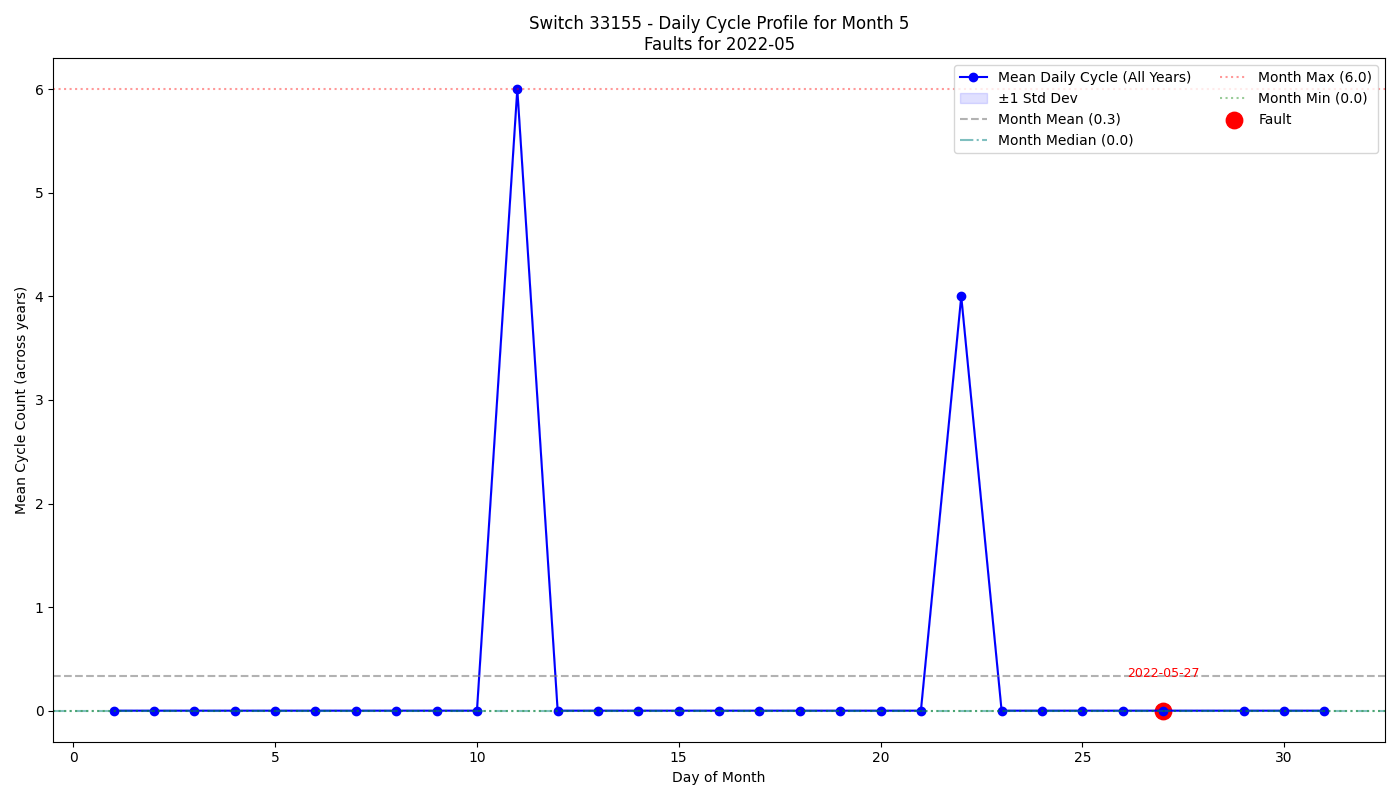 Switch 33155 - Daily Cycle Profile for Month 5
Faults for 2022-05
Mean Daily Cycle (All Years)
±1 Std Dev
Month Mean (0.3)
Month Median (0.0)
Month Max (6.0)
Month Min (0.0)
Fault
Mean Cycle Count (across years)
6
5
4
3
2
1
0
2022-05-27
0 5 10 15 20 25 30
Day of Month